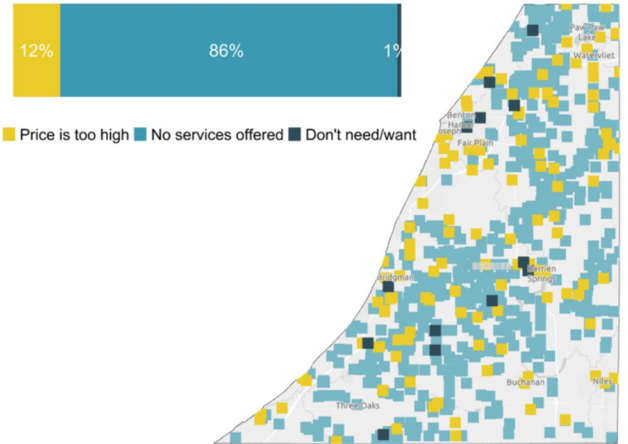 12% 86% 1%
Price is too high No services offered Don't need/want
Paw Paw
Lake
Watervliet
Benton
Harbor
Joseph
Fair Plain
Bridgman
Berrien
Springs
Buchanan
Niles
Three Oaks